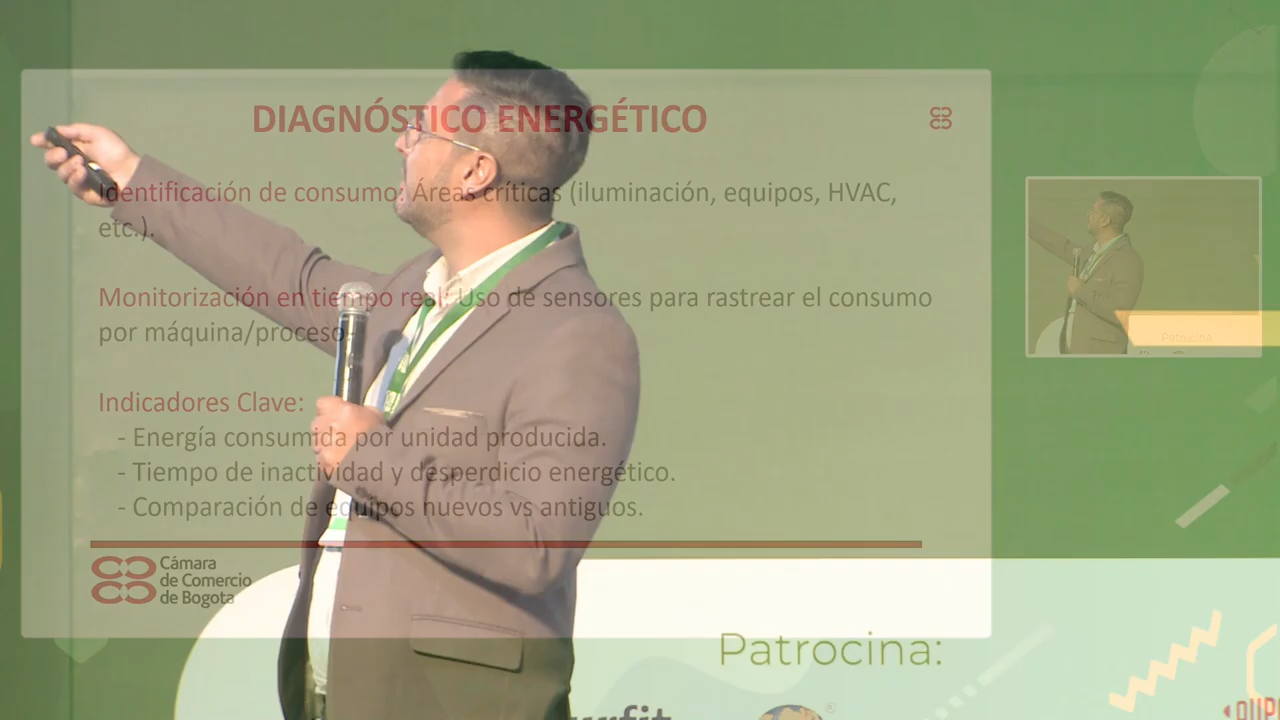 DIAGNÓSTICO ENERGÉTICO
Identificación de consumo: Áreas críticas (iluminación, equipos, HVAC,
etc.).
Monitorización en tiempo real: Uso de sensores para rastrear el consumo
por máquina/proceso.
Indicadores Clave:
- Energía consumida por unidad producida.
- Tiempo de inactividad y desperdicio energético.
- Comparación de equipos nuevos vs antiguos.
Cámara
de Comercio
de Bogotá
Patrocina:
Patrocina: